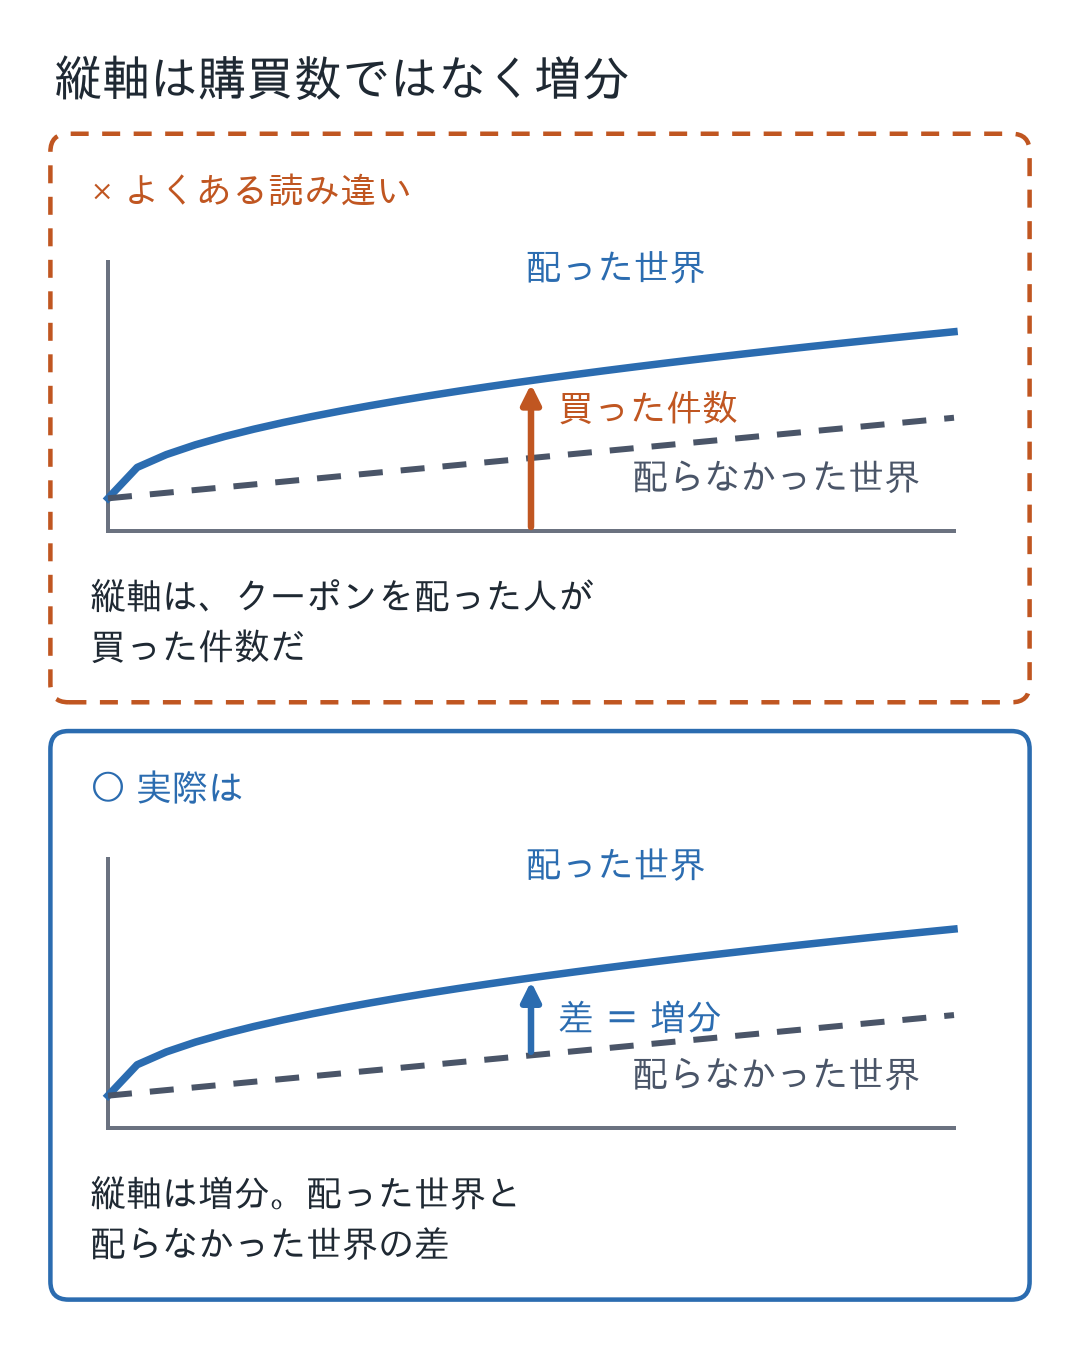 縦軸は購買数ではなく増分
× よくある読み違い
配った世界
買った件数
配らなかった世界
縦軸は、クーポンを配った人が
買った件数だ
○ 実際は
配った世界
差 = 増分
配らなかった世界
縦軸は増分。配った世界と
配らなかった世界の差